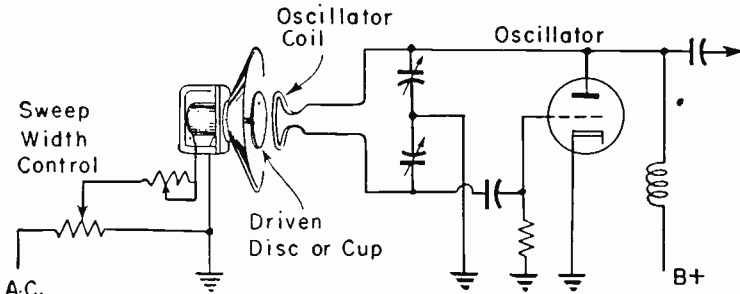 Oscillator
Coil
Oscillator
Sweep
Width
Control
Driven
Disc or Cup
A.C.
B+